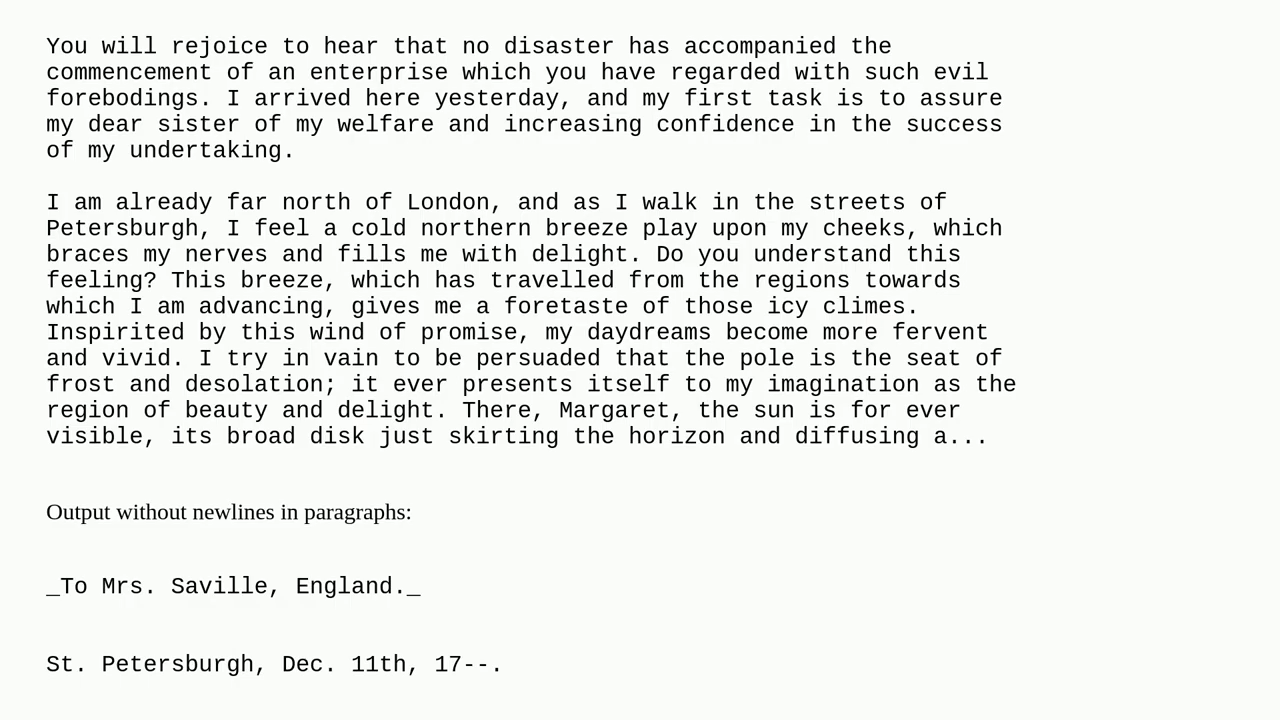 You will rejoice to hear that no disaster has accompanied the
commencement of an enterprise which you have regarded with such evil
forebodings. I arrived here yesterday, and my first task is to assure
my dear sister of my welfare and increasing confidence in the success
of my undertaking.
I am already far north of London, and as I walk in the streets of
Petersburgh, I feel a cold northern breeze play upon my cheeks, which
braces my nerves and fills me with delight. Do you understand this
feeling? This breeze, which has travelled from the regions towards
which I am advancing, gives me a foretaste of those icy climes.
Inspirited by this wind of promise, my daydreams become more fervent
and vivid. I try in vain to be persuaded that the pole is the seat of
frost and desolation; it ever presents itself to my imagination as the
region of beauty and delight. There, Margaret, the sun is for ever
visible, its broad disk just skirting the horizon and diffusing a...
Output without newlines in paragraphs:
_To Mrs. Saville, England._
St. Petersburgh, Dec. 11th, 17--.